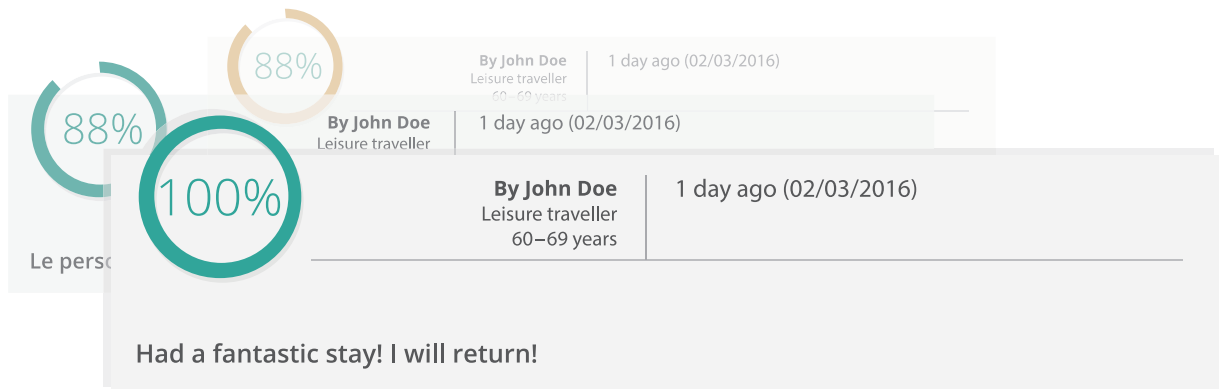 88%
By John Doe
1 day ago (02/03/2016)
Leisure traveller
60–69 years
88%
By John Doe
1 day ago (02/03/2016)
Leisure traveller
Le perso
100%
By John Doe
1 day ago (02/03/2016)
Leisure traveller
60–69 years
Had a fantastic stay! I will return!